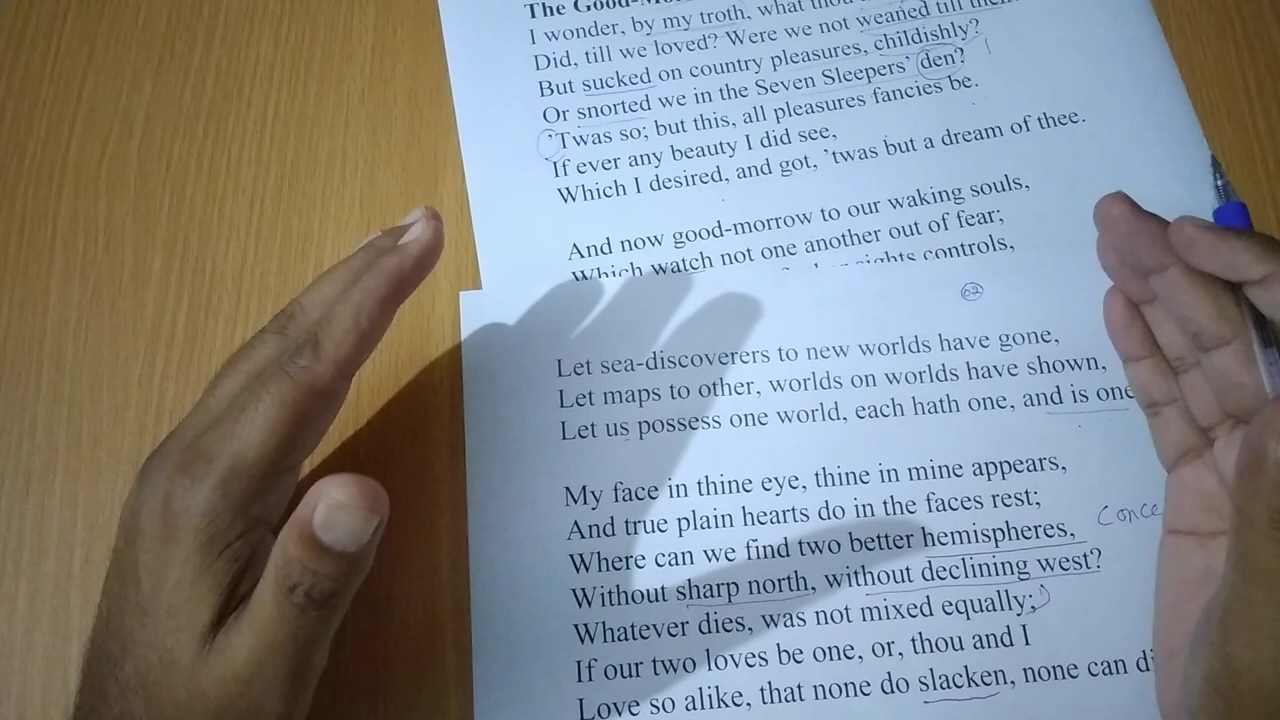 The Good-Mo
I wonder, by my troth, what thou
Did, till we loved? Were we not weaned till then
But sucked on country pleasures, childishly?
Or snorted we in the Seven Sleepers’ den?
’Twas so; but this, all pleasures fancies be.
If ever any beauty I did see,
Which I desired, and got, ’twas but a dream of thee.
And now good-morrow to our waking souls,
Which watch not one another out of fear;
sights controls,
02
Let sea-discoverers to new worlds have gone,
Let maps to other, worlds on worlds have shown,
Let us possess one world, each hath one, and is one
My face in thine eye, thine in mine appears,
And true plain hearts do in the faces rest;
Where can we find two better hemispheres,
Conce
Without sharp north, without declining west?
Whatever dies, was not mixed equally;
If our two loves be one, or, thou and I
Love so alike, that none do slacken, none can di